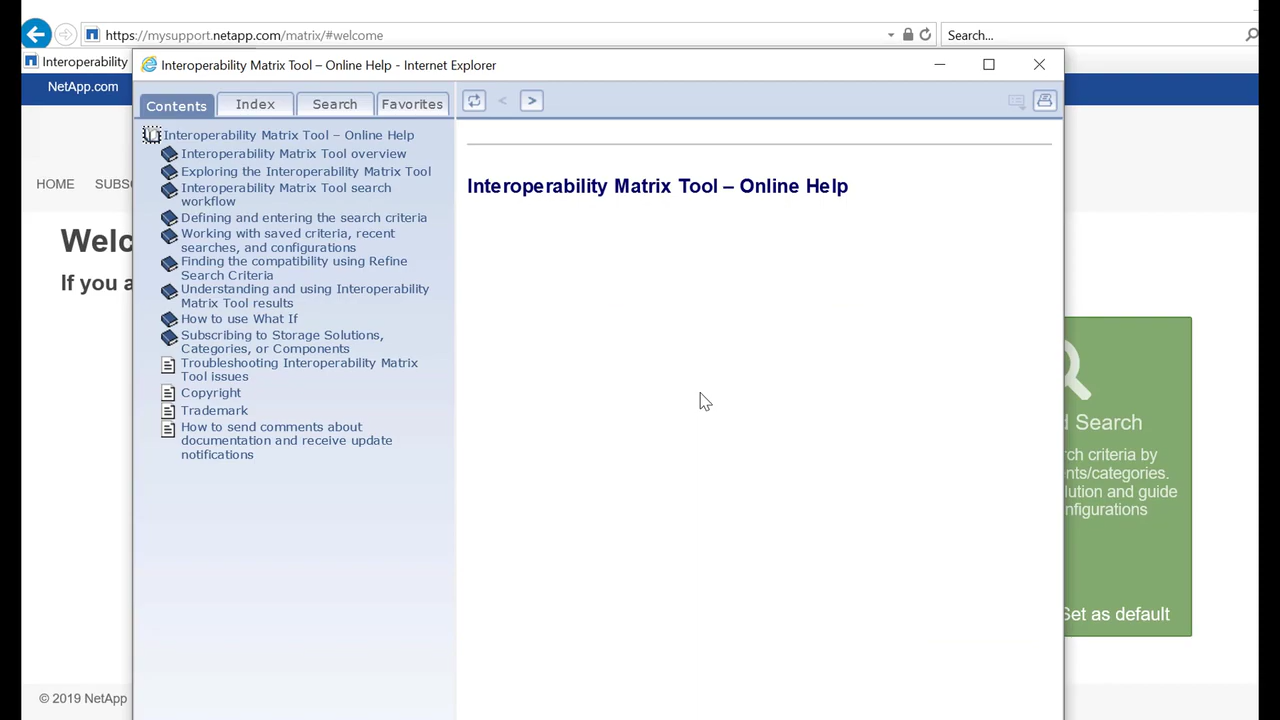 https://mysupport.netapp.com/matrix/#welcome
Search...
Interoperability
Interoperability Matrix Tool – Online Help - Internet Explorer
NetApp.com
Contents
Index
Search
Favorites
Interoperability Matrix Tool – Online Help
Interoperability Matrix Tool overview
Exploring the Interoperability Matrix Tool
Interoperability Matrix Tool search
workflow
Defining and entering the search criteria
Working with saved criteria, recent
searches, and configurations
Finding the compatibility using Refine
Search Criteria
Understanding and using Interoperability
Matrix Tool results
How to use What If
Subscribing to Storage Solutions,
Categories, or Components
Troubleshooting Interoperability Matrix
Tool issues
Copyright
Trademark
How to send comments about
documentation and receive update
notifications
Interoperability Matrix Tool – Online Help
HOME SUBS
Welc
If you a
d Search
rch criteria by
nts/categories.
lution and guide
nfigurations
Set as default
© 2019 NetApp